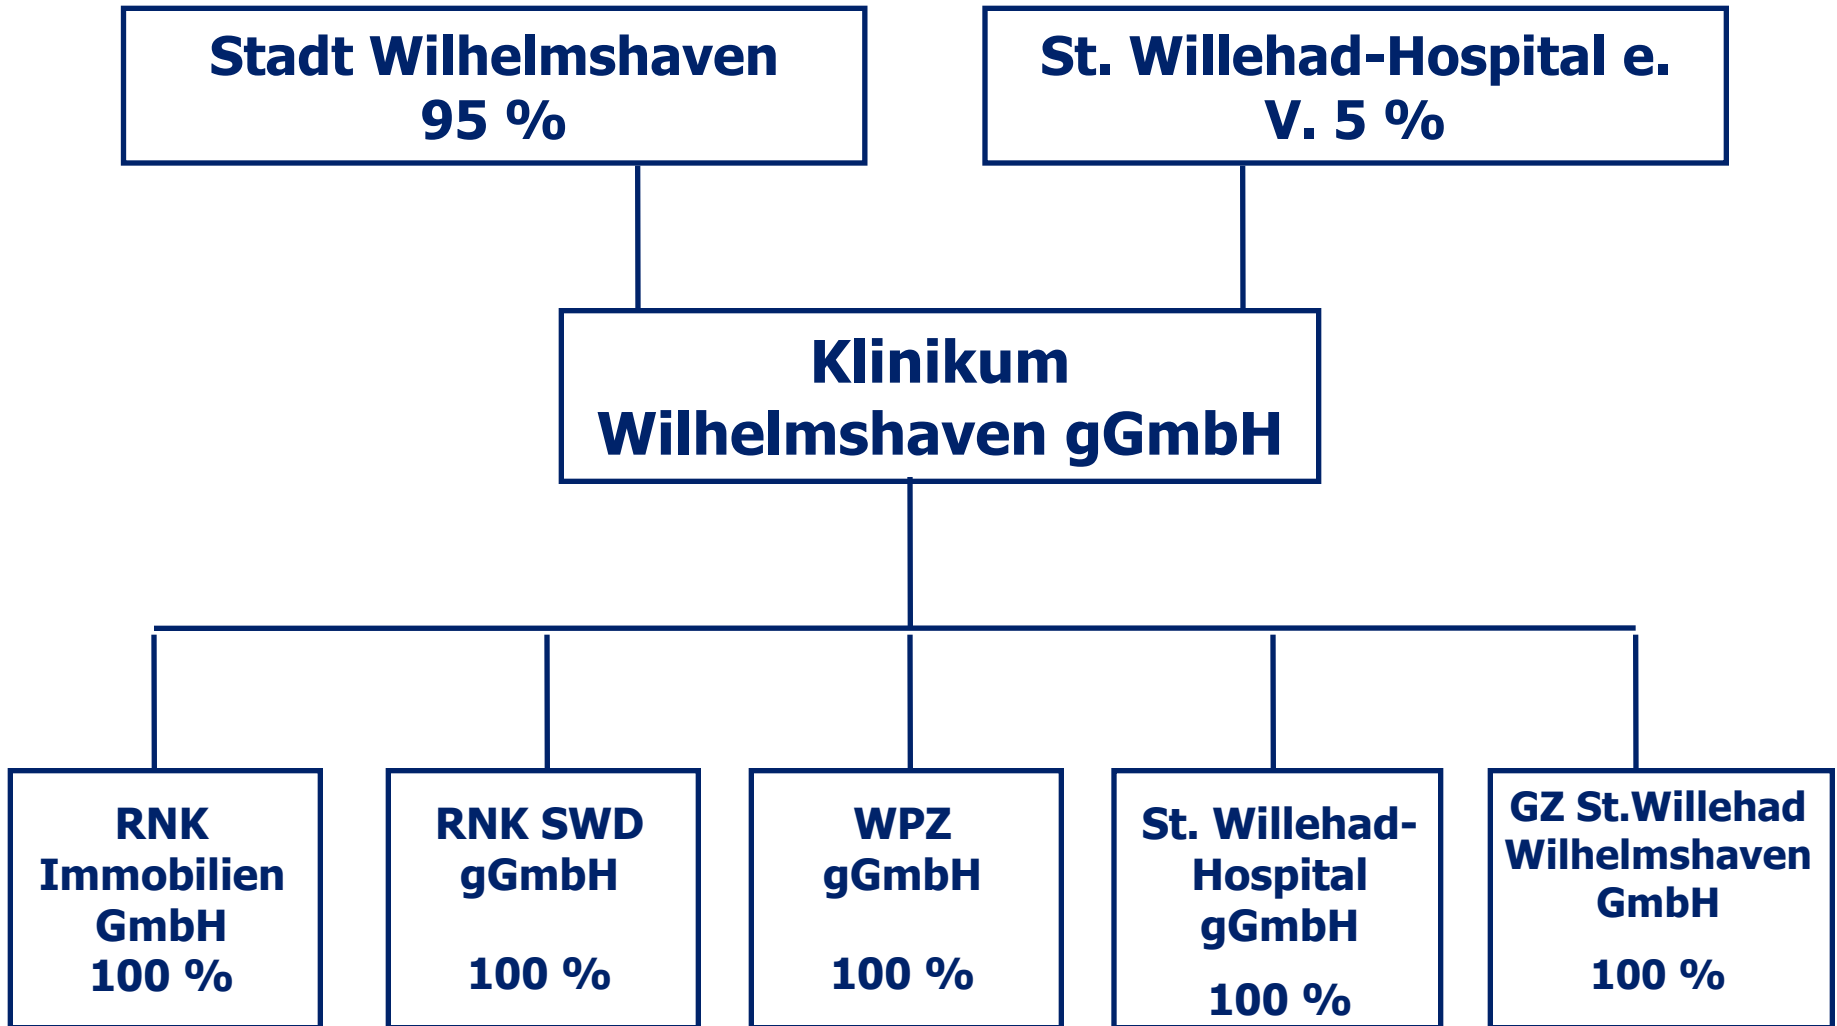 Stadt Wilhelmshaven
95 %
St. Willehad-Hospital e.
V. 5 %
Klinikum
Wilhelmshaven gGmbH
RNK
Immobilien
GmbH
100 %
RNK SWD
gGmbH
100 %
WPZ
gGmbH
100 %
St. Willehad-
Hospital
gGmbH
100 %
GZ St.Willehad
Wilhelmshaven
GmbH
100 %